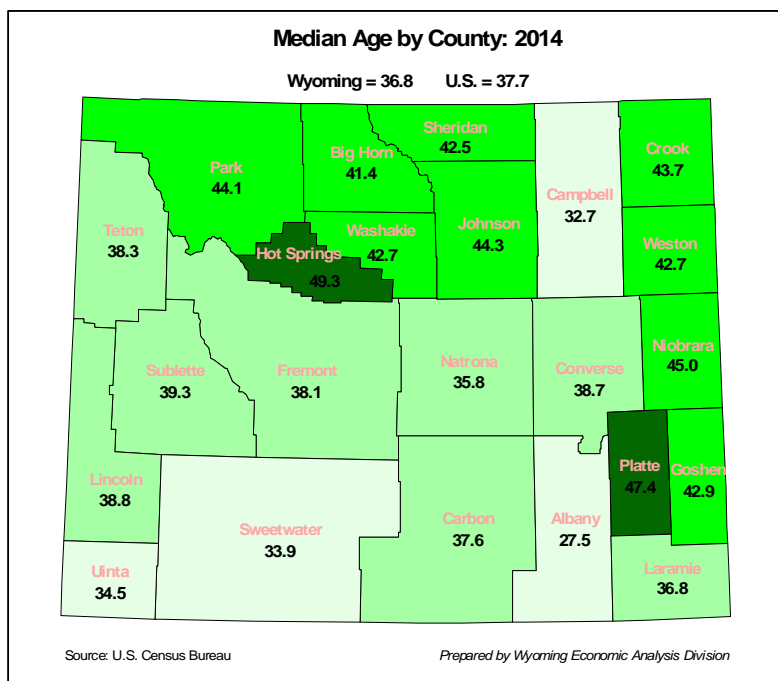 Median Age by County: 2014
Wyoming = 36.8 U.S. = 37.7
Sheridan
42.5
Big Horn
41.4
Crook
43.7
Park
44.1
Campbell
32.7
Teton
38.3
Washakie
42.7
Johnson
44.3
Hot Springs
49.3
Weston
42.7
Niobrara
45.0
Sublette
39.3
Fremont
38.1
Natrona
35.8
Converse
38.7
Platte
47.4
Goshen
42.9
Lincoln
38.8
Sweetwater
33.9
Carbon
37.6
Albany
27.5
Uinta
34.5
Laramie
36.8
Source: U.S. Census Bureau
Prepared by Wyoming Economic Analysis Division